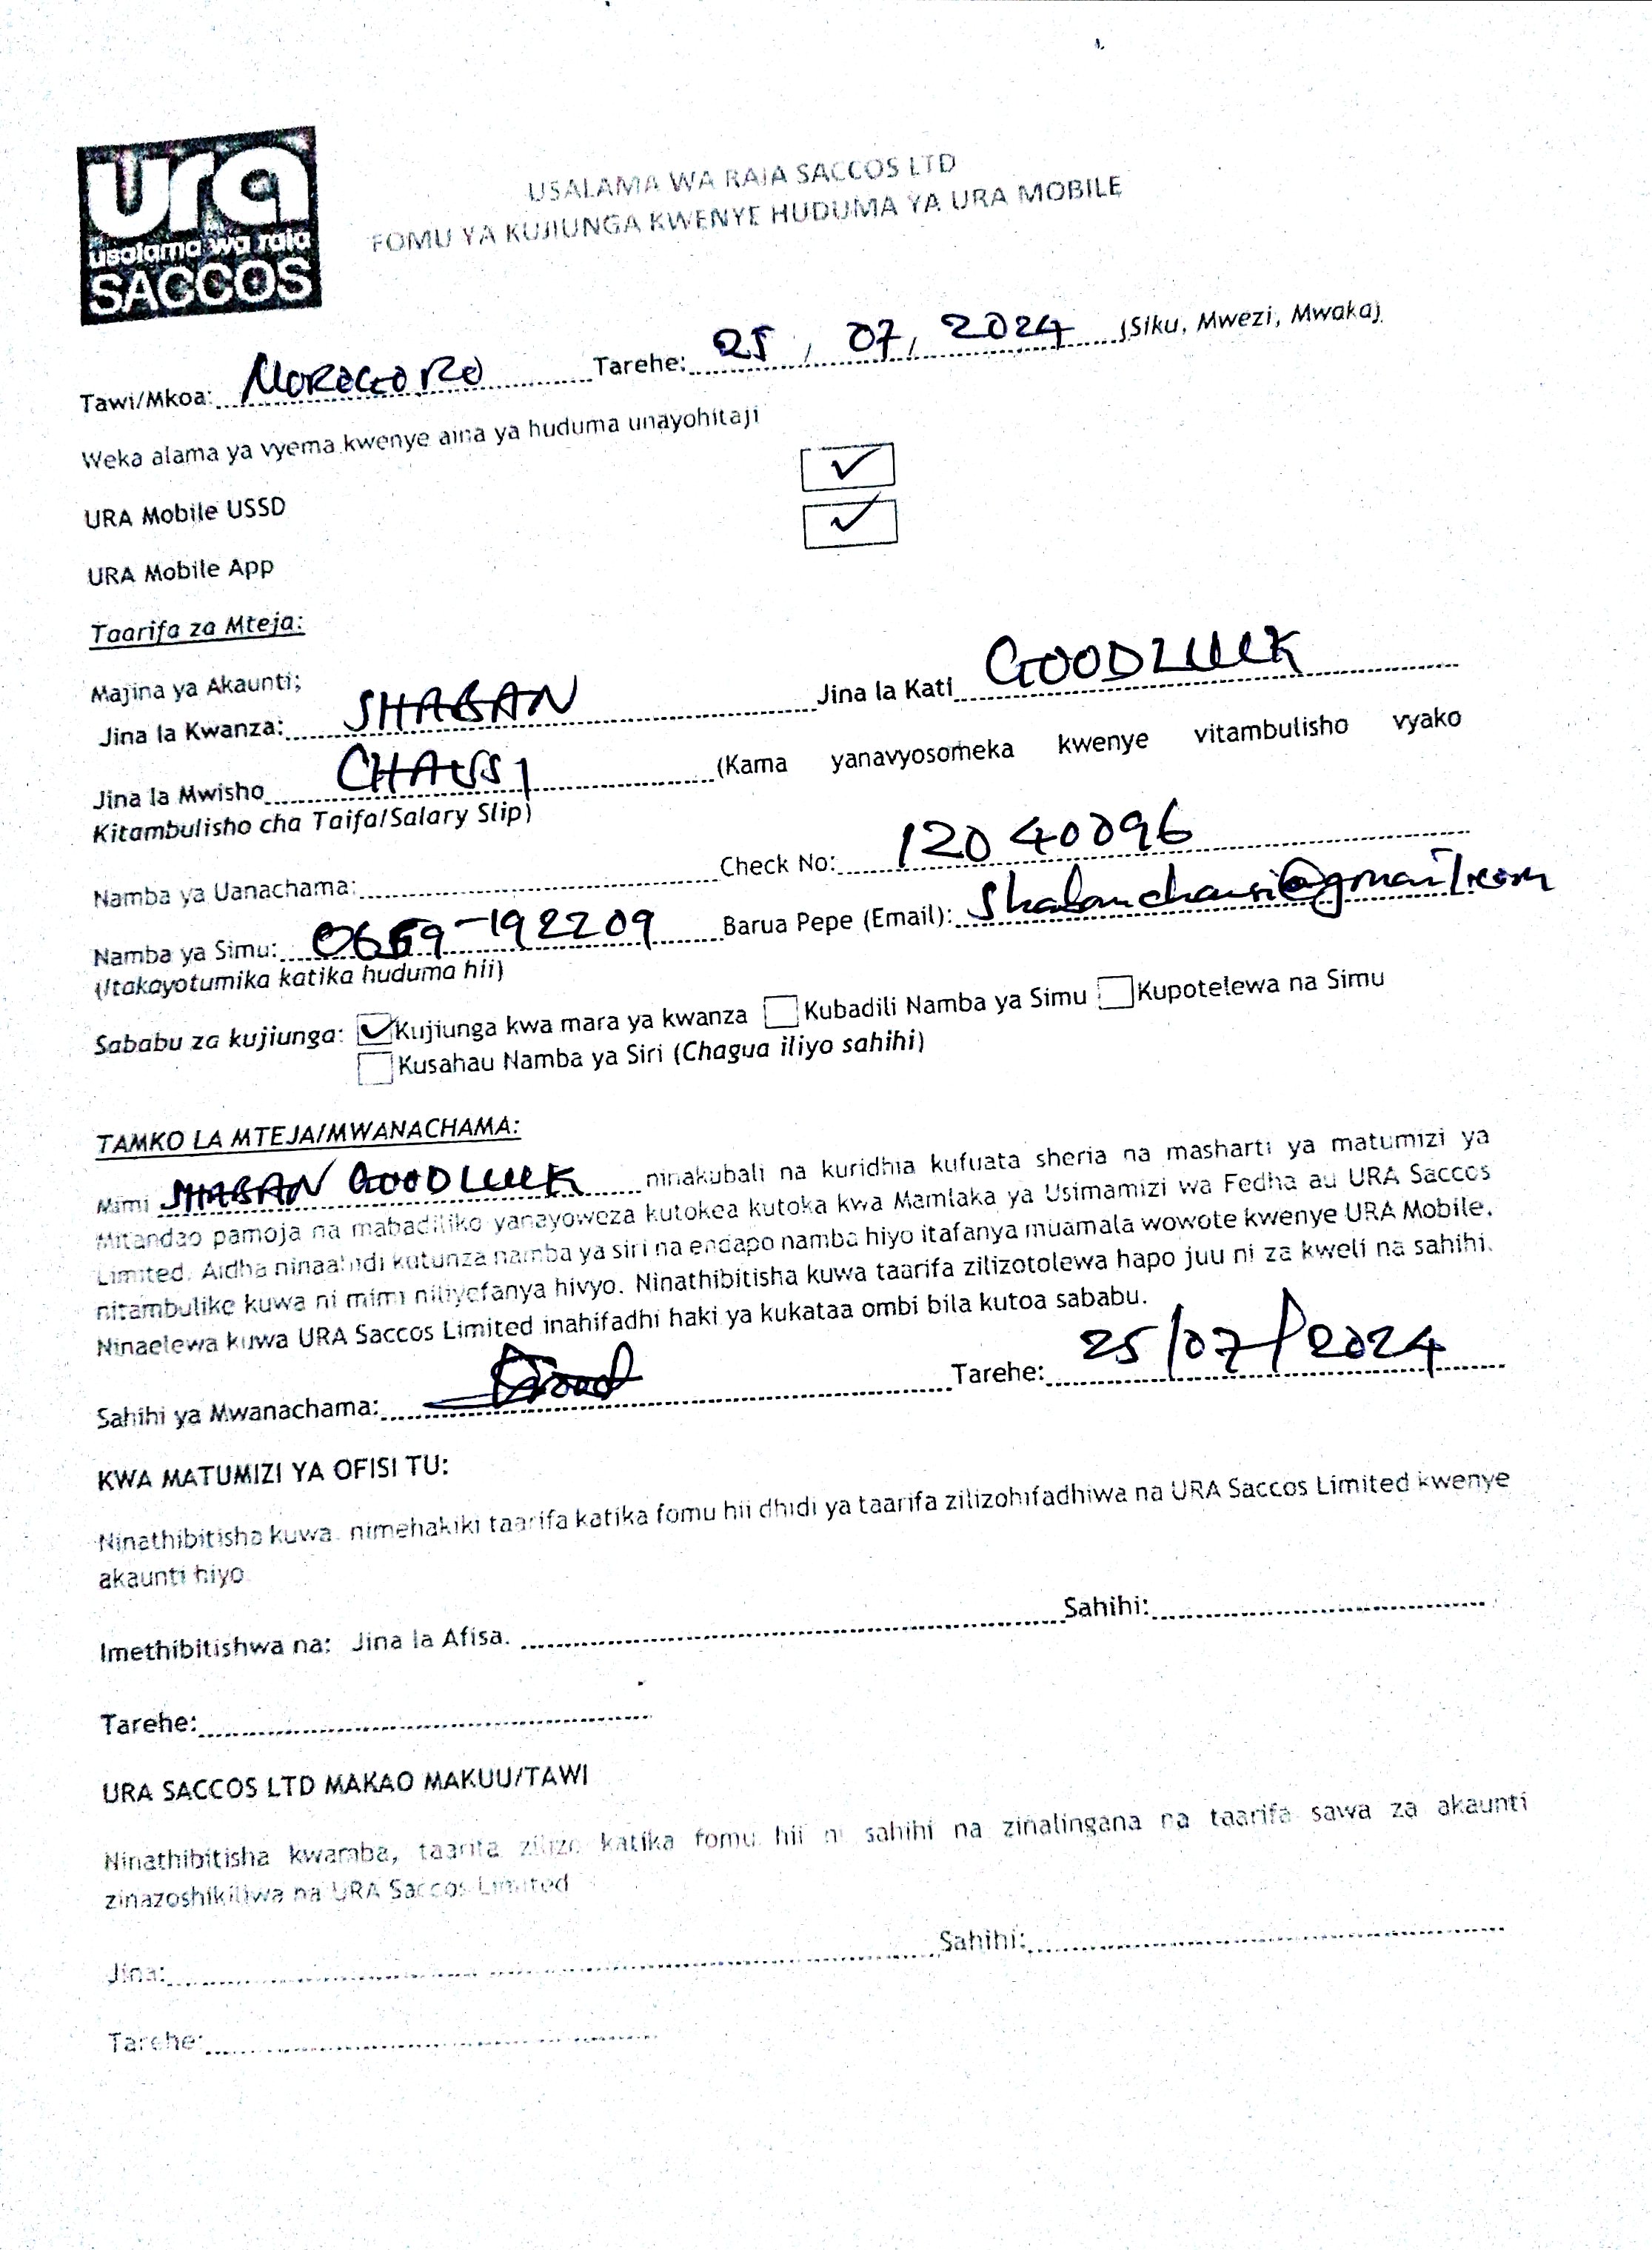 ura
usalama wa raia
SACCOS
USALAMA WA RAIA SACCOS LTD
FOMU YA KUJIUNGA KWENYE HUDUMA YA URA MOBILE
Tawi/Mkoa: MOROGORO Tarehe: 25, 07, 2024 (Siku, Mwezi, Mwaka)
Weka alama ya vyema kwenye aina ya huduma unayohitaji
URA Mobile USSD ✓
URA Mobile App ✓
Taarifa za Mteja:
Majina ya Akaunti;
Jina la Kwanza: SHABAN Jina la Kati GOODLUCK
Jina la Mwisho CHAUSI (Kama yanavyosomeka kwenye vitambulisho vyako
Kitambulisho cha Taifa/Salary Slip)
Namba ya Uanachama: Check No: 12040096
Namba ya Simu: 0659-192209 Barua Pepe (Email): shabanchausi@gmail.com
(Itakayotumika katika huduma hii)
Sababu za kujiunga: ✓ Kujiunga kwa mara ya kwanza Kubadili Namba ya Simu Kupotelewa na Simu
Kusahau Namba ya Siri (Chagua iliyo sahihi)
TAMKO LA MTEJA/MWANACHAMA:
Mimi SHABAN GOODLUCK ninakubali na kuridhia kufuata sheria na masharti ya matumizi ya
Mitandao pamoja na mabadiliko yanayoweza kutokea kutoka kwa Mamlaka ya Usimamizi wa Fedha au URA Saccos
Limited. Aidha ninaahidi kutunza namba ya siri na endapo namba hiyo itafanya muamala wowote kwenye URA Mobile,
nitambulike kuwa ni mimi niliyefanya hivyo. Ninathibitisha kuwa taarifa zilizotolewa hapo juu ni za kweli na sahihi.
Ninaelewa kuwa URA Saccos Limited inahifadhi haki ya kukataa ombi bila kutoa sababu.
Sahihi ya Mwanachama: Tarehe: 25/07/2024
KWA MATUMIZI YA OFISI TU:
Ninathibitisha kuwa. nimehakiki taarifa katika fomu hii dhidi ya taarifa zilizohifadhiwa na URA Saccos Limited kwenye
akaunti hiyo
Imethibitishwa na: Jina la Afisa. Sahihi:
Tarehe:
URA SACCOS LTD MAKAO MAKUU/TAWI
Ninathibitisha kwamba, taarifa zilizo katika fomu hii ni sahihi na zinalingana na taarifa sawa za akaunti
zinazoshikiliwa na URA Saccos Limited
Jina: Sahihi:
Tarehe: